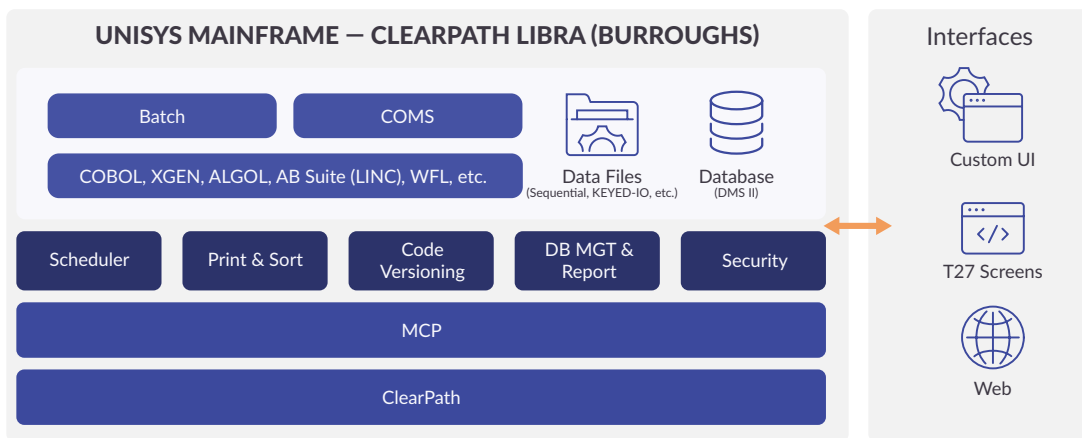 UNISYS MAINFRAME — CLEARPATH LIBRA (BURROUGHS)
Batch
COMS
COBOL, XGEN, ALGOL, AB Suite (LINC), WFL, etc.
Data Files
(Sequential, KEYED-IO, etc.)
Database
(DMS II)
Scheduler
Print & Sort
Code
Versioning
DB MGT &
Report
Security
MCP
ClearPath
Interfaces
Custom UI
</>
T27 Screens
Web